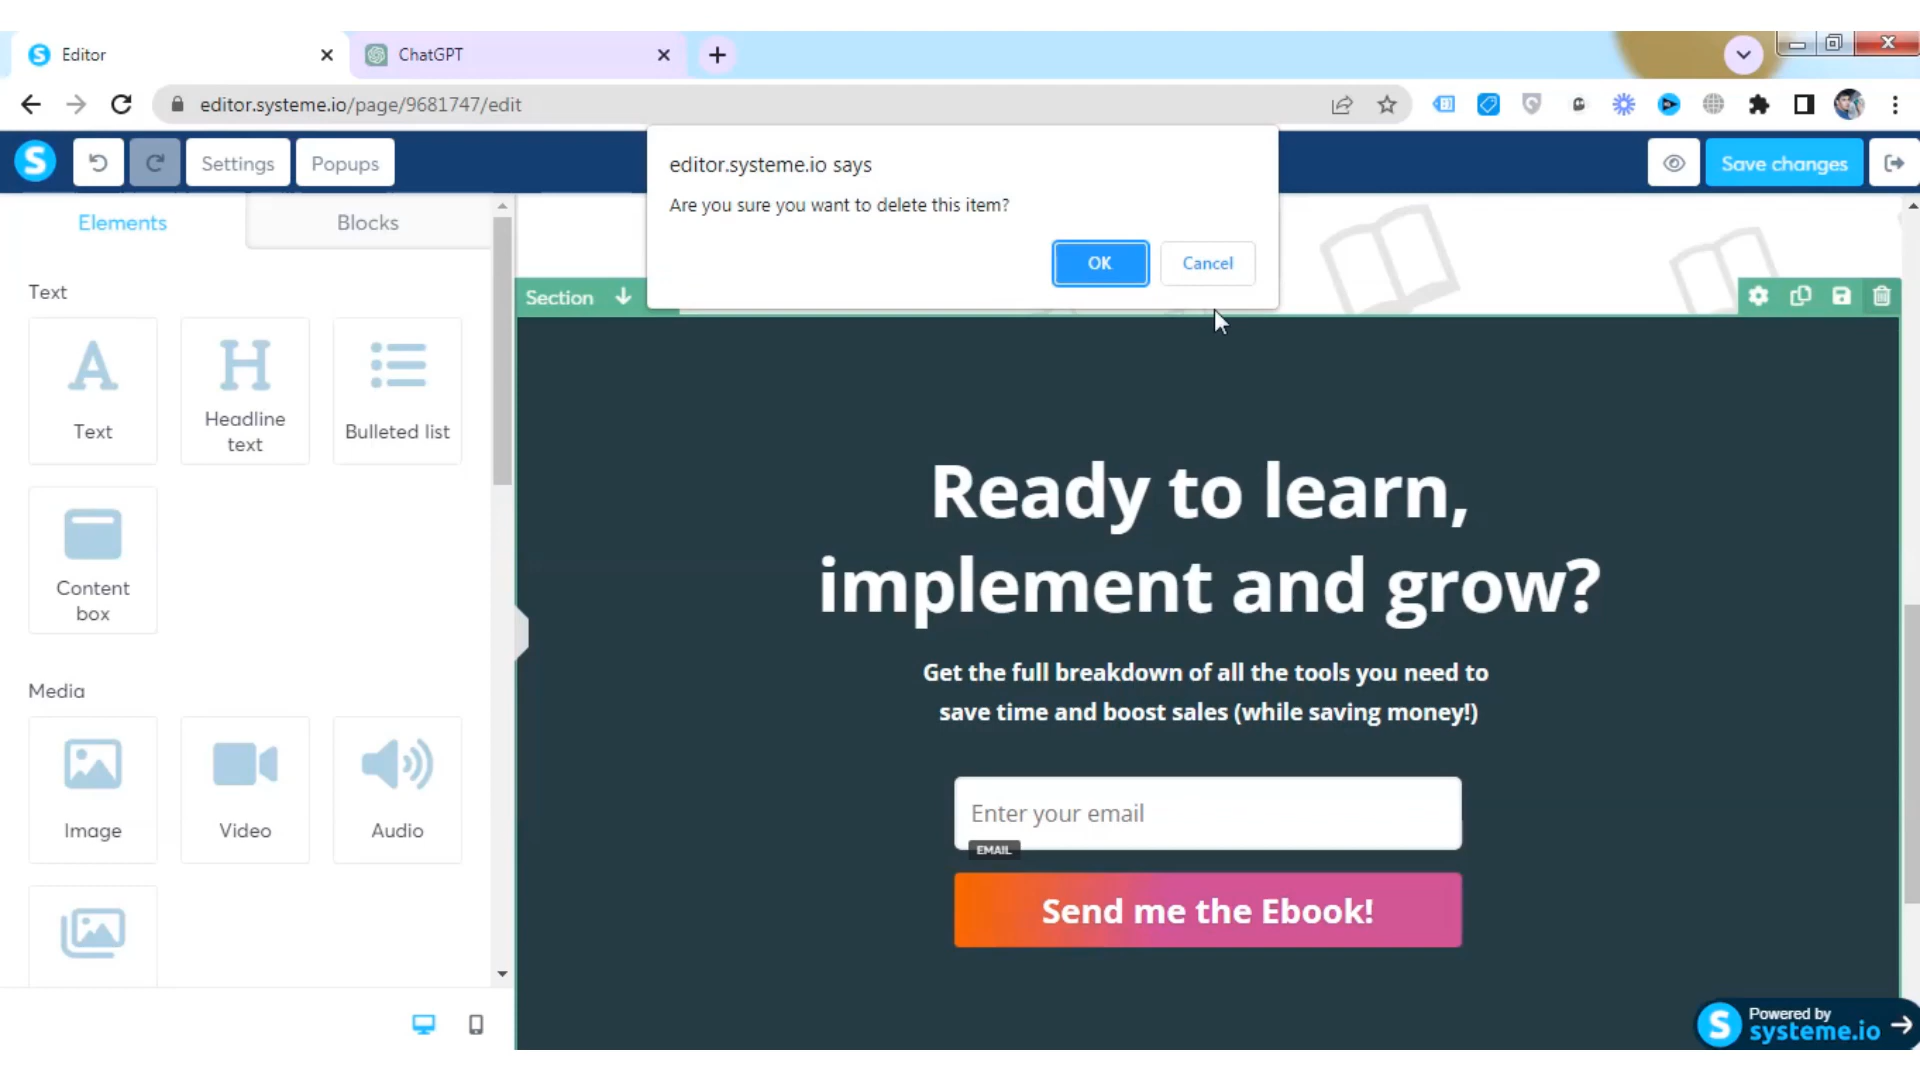 Editor
ChatGPT
editor.systeme.io/page/9681747/edit
S
Settings
Popups
editor.systeme.io says
Are you sure you want to delete this item?
OK
Cancel
Save changes
Elements
Blocks
Section
Text
A
Text
H
Headline
text
Bulleted list
Content
box
Media
Image
Video
Audio
Ready to learn,
implement and grow?
Get the full breakdown of all the tools you need to
save time and boost sales (while saving money!)
Enter your email
EMAIL
Send me the Ebook!
S
Powered by
systeme.io